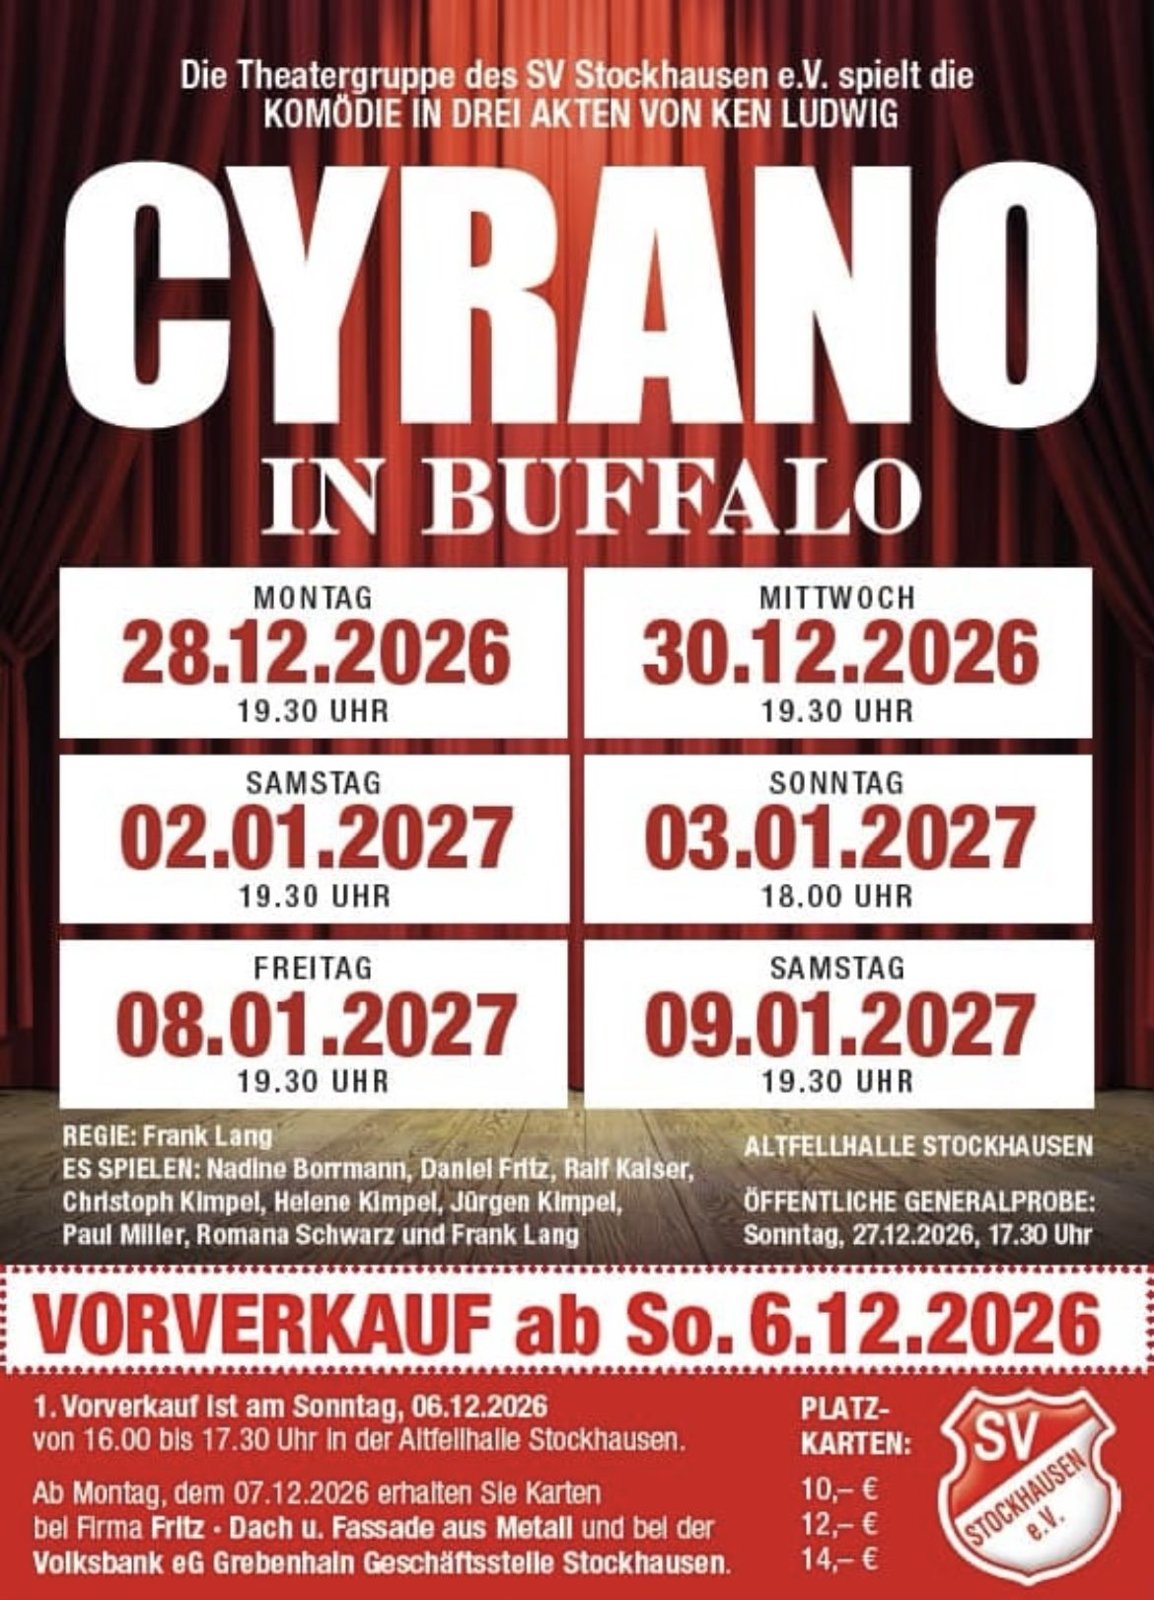 Die Theatergruppe des SV Stockhausen e.V. spielt die
KOMÖDIE IN DREI AKTEN VON KEN LUDWIG
CYRANO
IN BUFFALO
MONTAG
28.12.2026
19.30 UHR
MITTWOCH
30.12.2026
19.30 UHR
SAMSTAG
02.01.2027
19.30 UHR
SONNTAG
03.01.2027
18.00 UHR
FREITAG
08.01.2027
19.30 UHR
SAMSTAG
09.01.2027
19.30 UHR
REGIE: Frank Lang
ES SPIELEN: Nadine Borrmann, Daniel Fritz, Ralf Kaiser,
Christoph Kimpel, Helene Kimpel, Jürgen Kimpel,
Paul Miller, Romana Schwarz und Frank Lang
ALTFELLHALLE STOCKHAUSEN
ÖFFENTLICHE GENERALPROBE:
Sonntag, 27.12.2026, 17.30 Uhr
VORVERKAUF ab So. 6.12.2026
1. Vorverkauf ist am Sonntag, 06.12.2026
von 16.00 bis 17.30 Uhr in der Altfellhalle Stockhausen.
Ab Montag, dem 07.12.2026 erhalten Sie Karten
bei Firma Fritz · Dach u. Fassade aus Metall und bei der
Volksbank eG Grebenhain Geschäftsstelle Stockhausen.
PLATZ-
KARTEN:
10,– €
12,– €
14,– €
SV
STOCKHAUSEN
e.V.